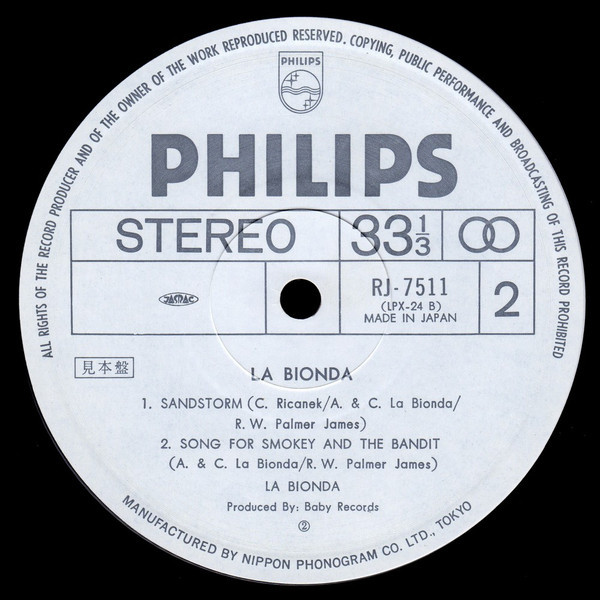 ALL RIGHTS OF THE RECORD PRODUCER AND OF THE OWNER OF THE WORK REPRODUCED RESERVED. COPYING, PUBLIC PERFORMANCE AND BROADCASTING OF THIS RECORD PROHIBITED
PHILIPS
PHILIPS
STEREO 33 1/3
JASRAC RJ-7511 2
(LPX-24 B)
MADE IN JAPAN
見本盤
LA BIONDA
1. SANDSTORM (C. Ricanek/A. & C. La Bionda/
R. W. Palmer James)
2. SONG FOR SMOKEY AND THE BANDIT
(A. & C. La Bionda/R. W. Palmer James)
LA BIONDA
Produced By: Baby Records
②
MANUFACTURED BY NIPPON PHONOGRAM CO. LTD., TOKYO